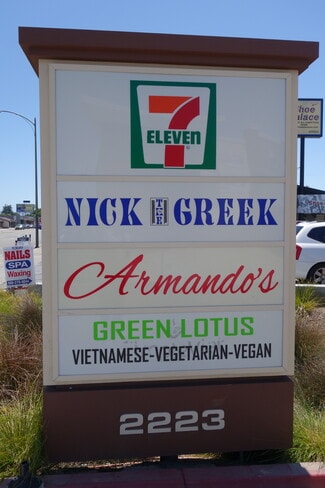 7
ELEVEN
NICK THE GREEK
Armando's
GREEN LOTUS
VIETNAMESE-VEGETARIAN-VEGAN
2223
NAILS
SPA
Waxing